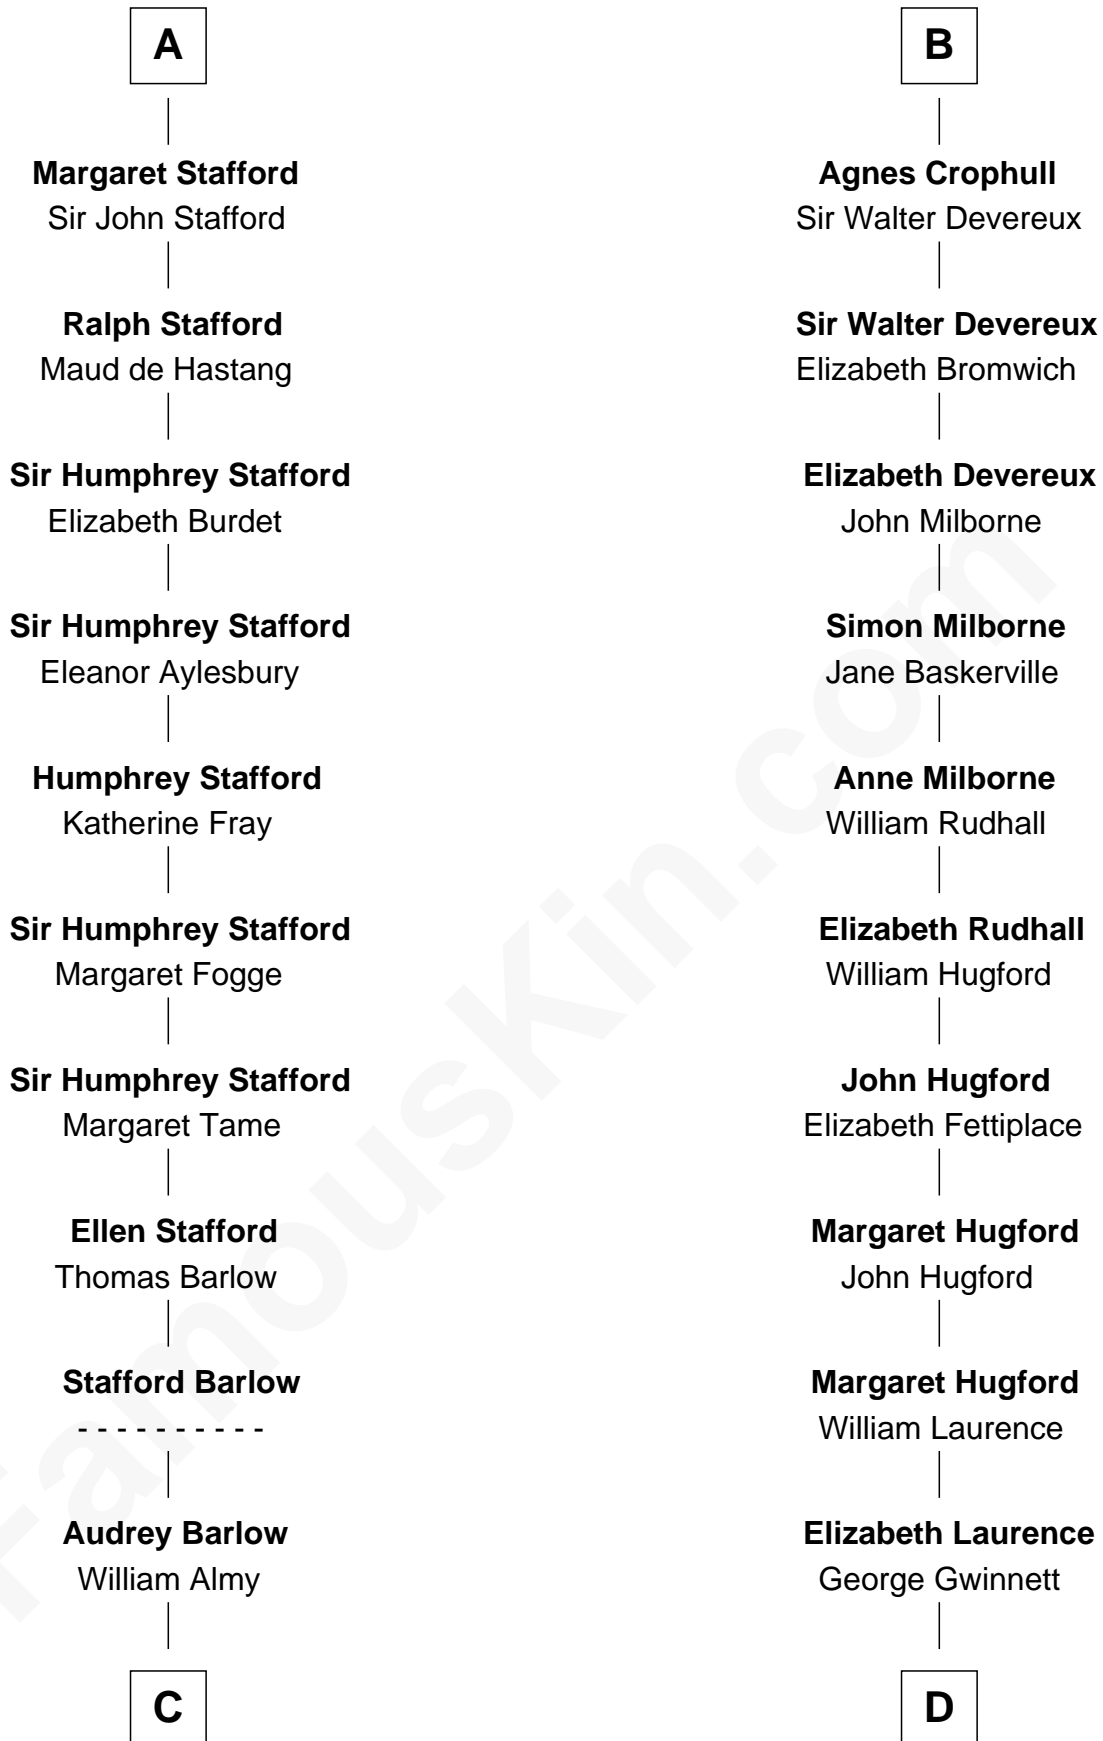 A
Margaret Stafford
Sir John Stafford
Ralph Stafford
Maud de Hastang
Sir Humphrey Stafford
Elizabeth Burdet
Sir Humphrey Stafford
Eleanor Aylesbury
Humphrey Stafford
Katherine Fray
Sir Humphrey Stafford
Margaret Fogge
Sir Humphrey Stafford
Margaret Tame
Ellen Stafford
Thomas Barlow
Stafford Barlow
- - - - - - - - - -
Audrey Barlow
William Almy
C
B
Agnes Crophull
Sir Walter Devereux
Sir Walter Devereux
Elizabeth Bromwich
Elizabeth Devereux
John Milborne
Simon Milborne
Jane Baskerville
Anne Milborne
William Rudhall
Elizabeth Rudhall
William Hugford
John Hugford
Elizabeth Fettiplace
Margaret Hugford
John Hugford
Margaret Hugford
William Laurence
Elizabeth Laurence
George Gwinnett
D
FamousKin.com